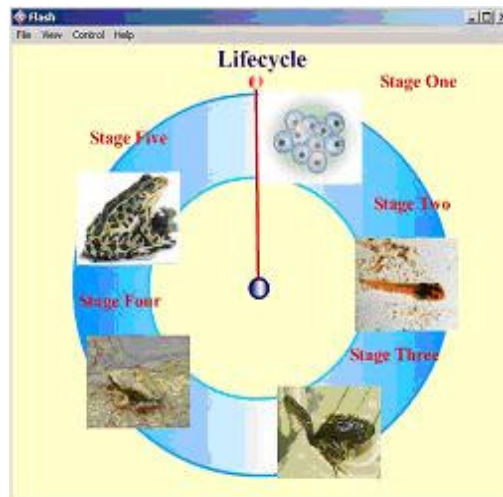 Flash
File View Control Help
Lifecycle
Stage One
Stage Five
Stage Two
Stage Four
Stage Three